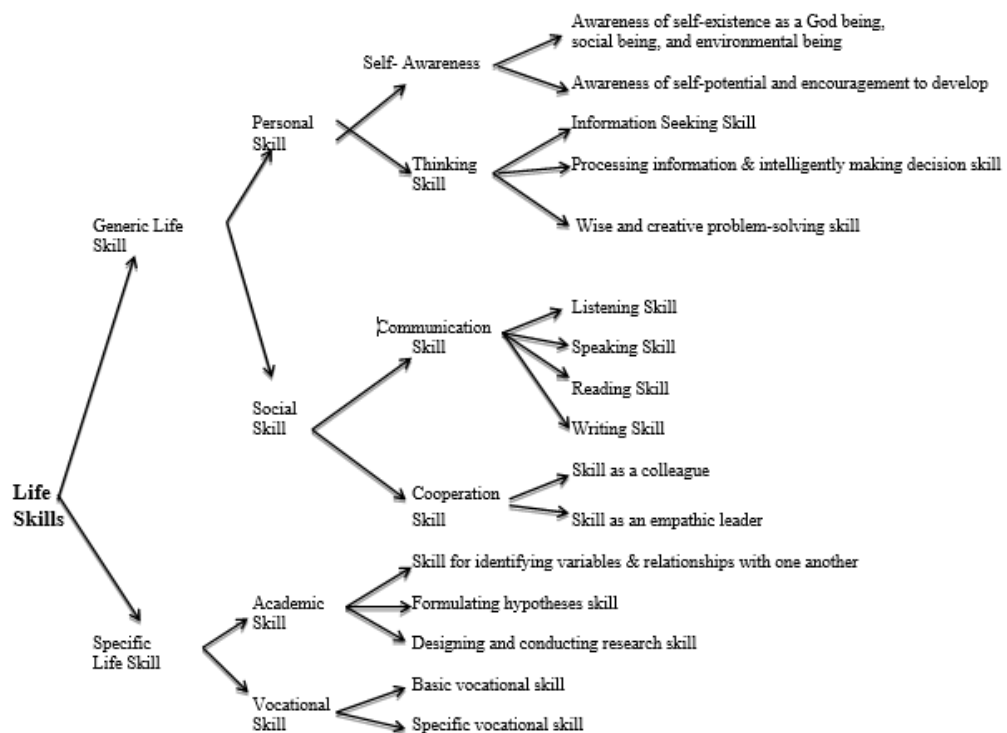 Awareness of self-existence as a God being,
social being, and environmental being
Self- Awareness
Awareness of self-potential and encouragement to develop
Personal
Skill
Information Seeking Skill
Thinking
Skill
Processing information & intelligently making decision skill
Wise and creative problem-solving skill
Generic Life
Skill
Communication
Skill
Listening Skill
Speaking Skill
Reading Skill
Writing Skill
Social
Skill
Cooperation
Skill
Skill as a colleague
Skill as an empathic leader
Life
Skills
Specific
Life Skill
Academic
Skill
Skill for identifying variables & relationships with one another
Formulating hypotheses skill
Designing and conducting research skill
Vocational
Skill
Basic vocational skill
Specific vocational skill